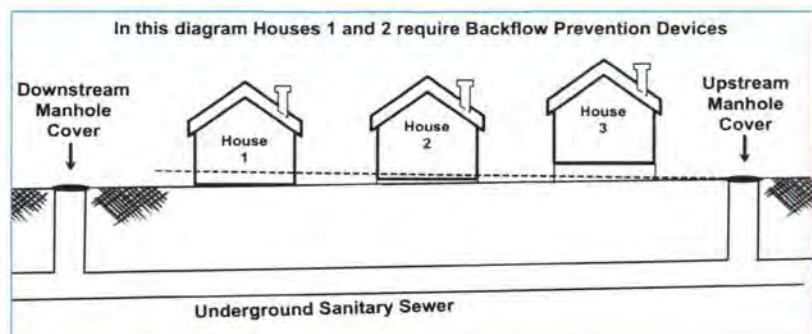 In this diagram Houses 1 and 2 require Backflow Prevention Devices
Downstream
Manhole
Cover
House
1
House
2
House
3
Upstream
Manhole
Cover
Underground Sanitary Sewer